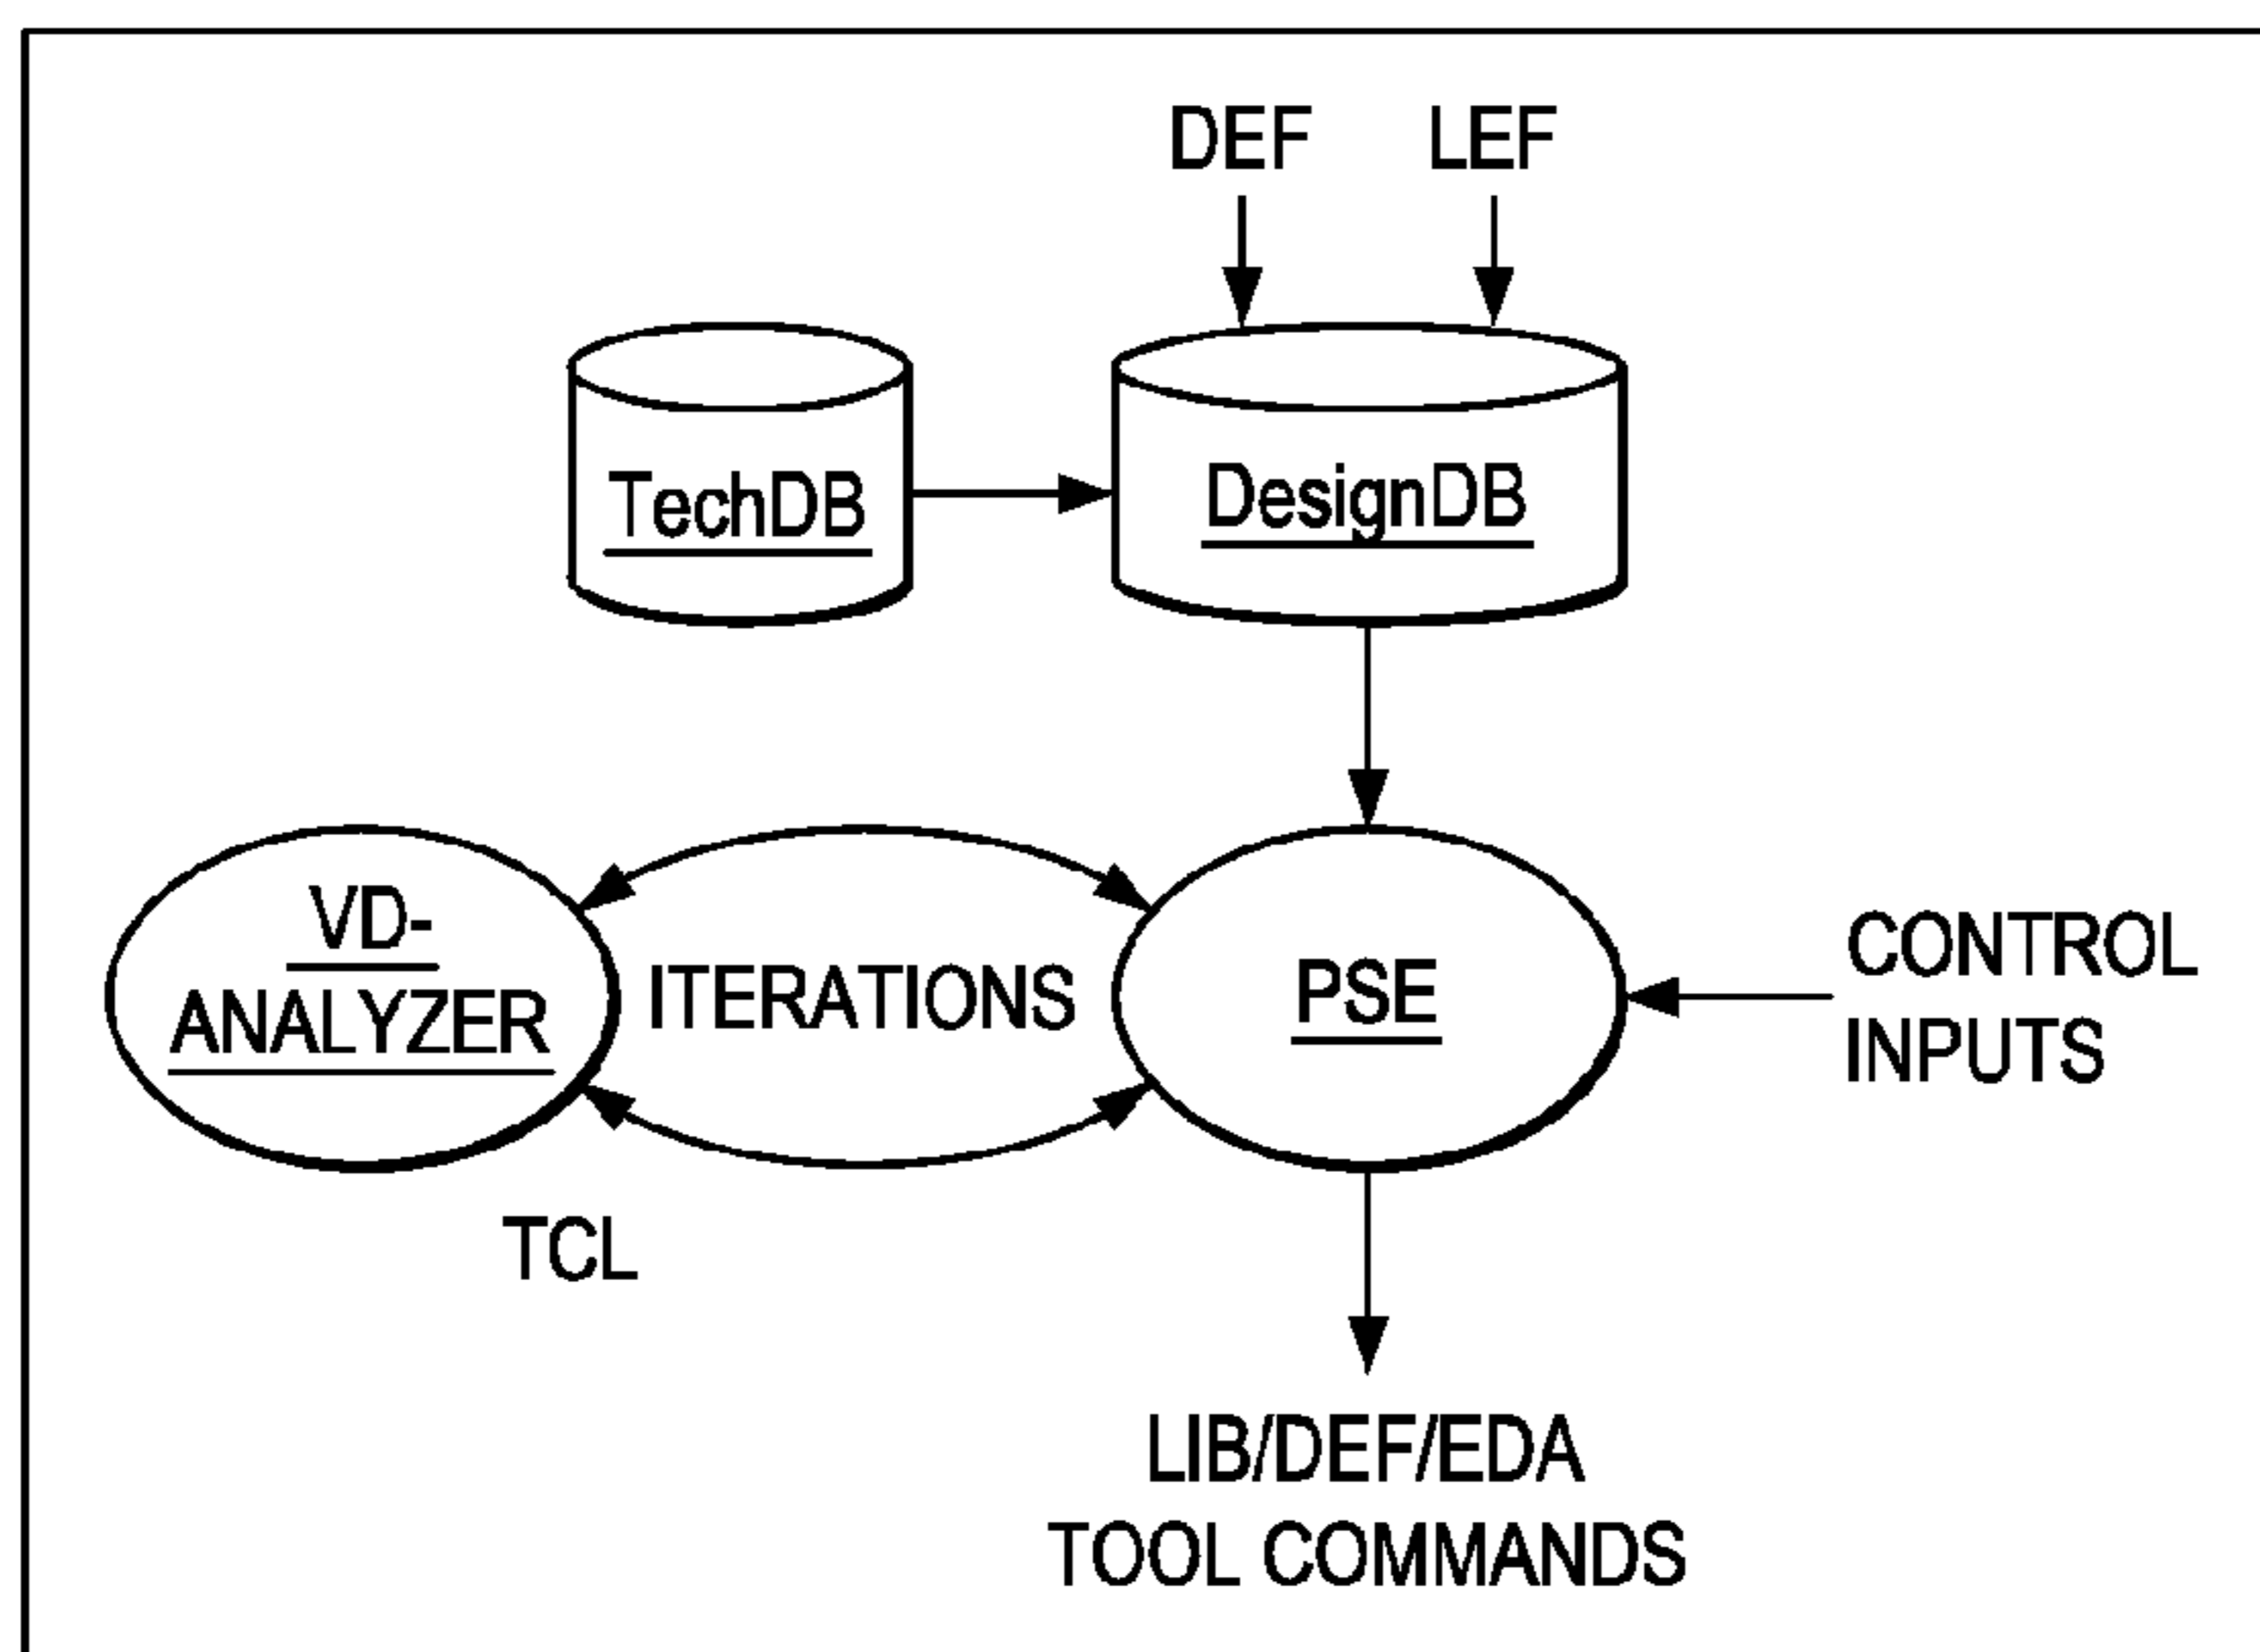 DEF LEF
TechDB DesignDB
VD-
ANALYZER
ITERATIONS
PSE
CONTROL
INPUTS
TCL
LIB/DEF/EDA
TOOL COMMANDS